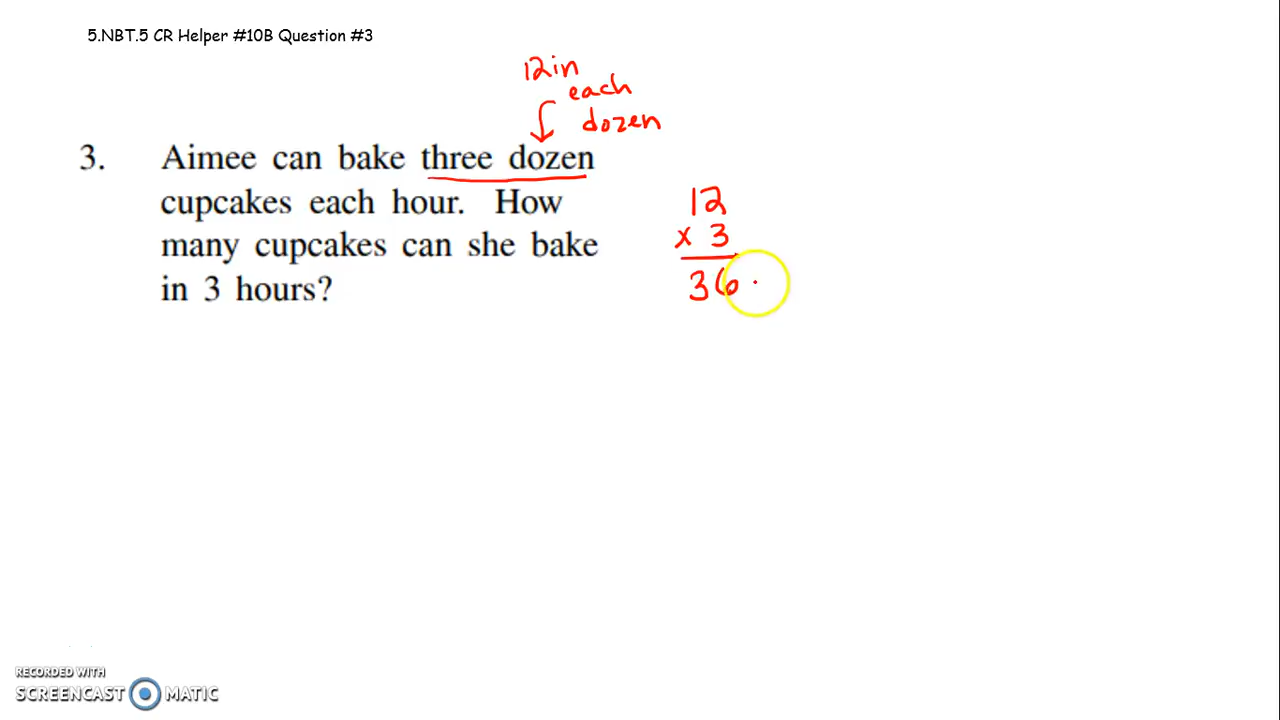 5.NBT.5 CR Helper #10B Question #3
12in
each
dozen
3. Aimee can bake three dozen
cupcakes each hour. How
many cupcakes can she bake
in 3 hours?
12
x 3
36
RECORDED WITH
SCREENCAST MATIC